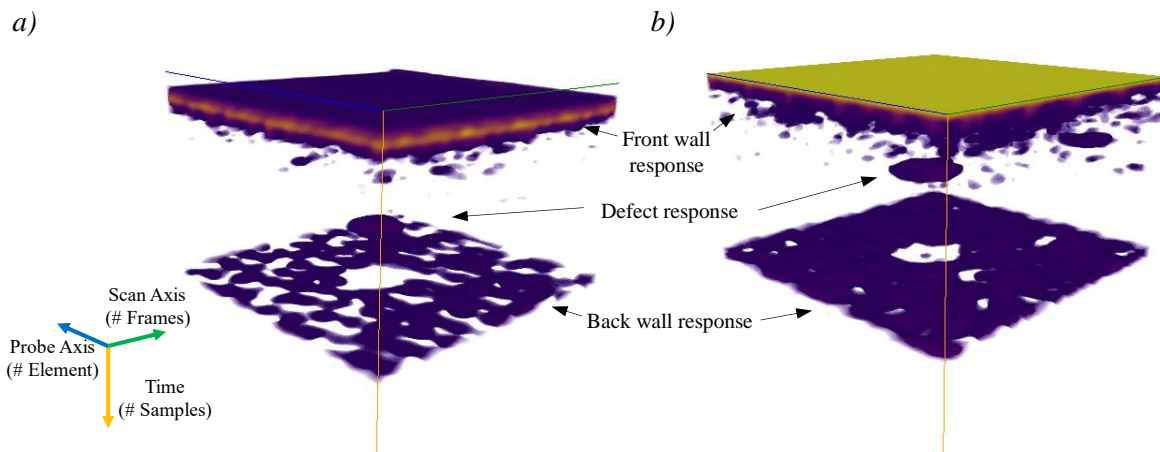 a)
b)
Front wall
response
Defect response
Back wall response
Scan Axis
(# Frames)
Probe Axis
(# Element)
Time
(# Samples)